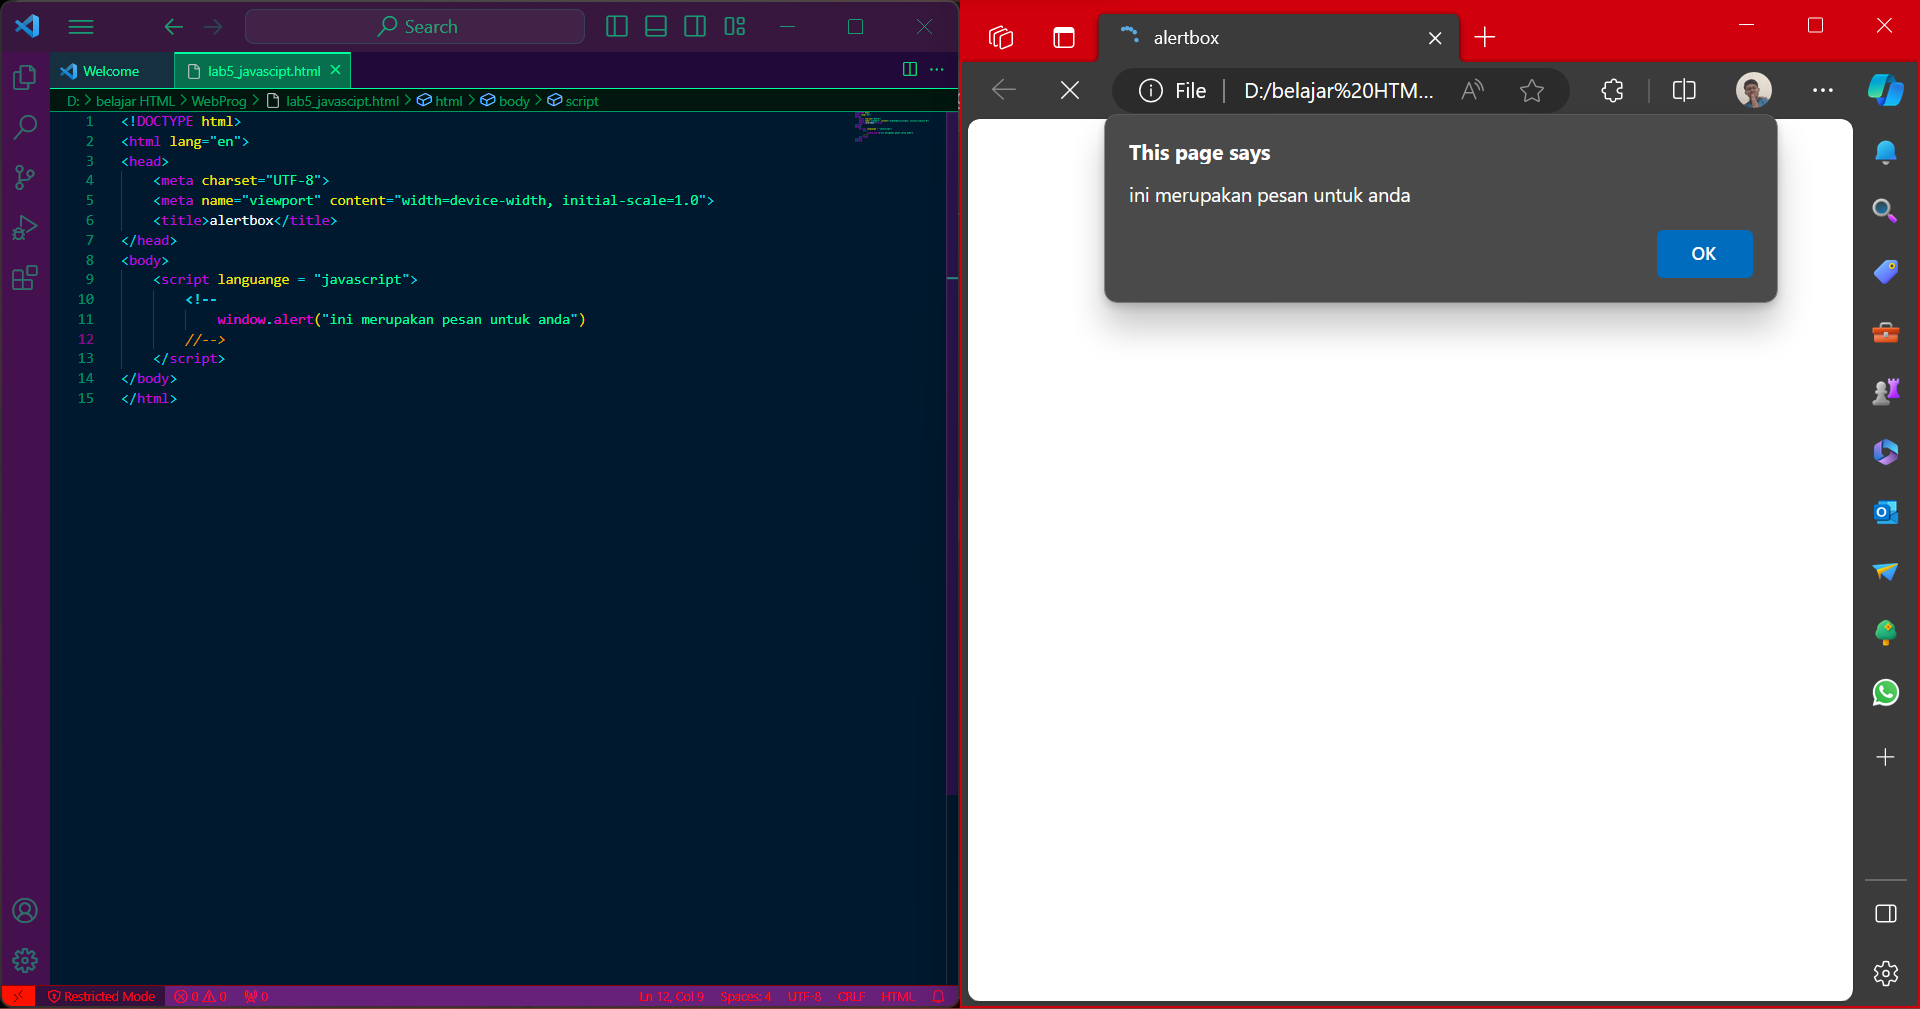 Search
Welcome
lab5_javascipt.html
D: > belajar HTML > WebProg > lab5_javascipt.html > html > body > script
1 <!DOCTYPE html>
2 <html lang="en">
3 <head>
4 <meta charset="UTF-8">
5 <meta name="viewport" content="width=device-width, initial-scale=1.0">
6 <title>alertbox</title>
7 </head>
8 <body>
9 <script languange = "javascript">
10 <!--
11 window.alert("ini merupakan pesan untuk anda")
12 //-->
13 </script>
14 </body>
15 </html>
Restricted Mode 0 0 0 Ln 12, Col 9 Spaces: 4 UTF-8 CRLF HTML
alertbox
File D:/belajar%20HTM...
This page says
ini merupakan pesan untuk anda
OK